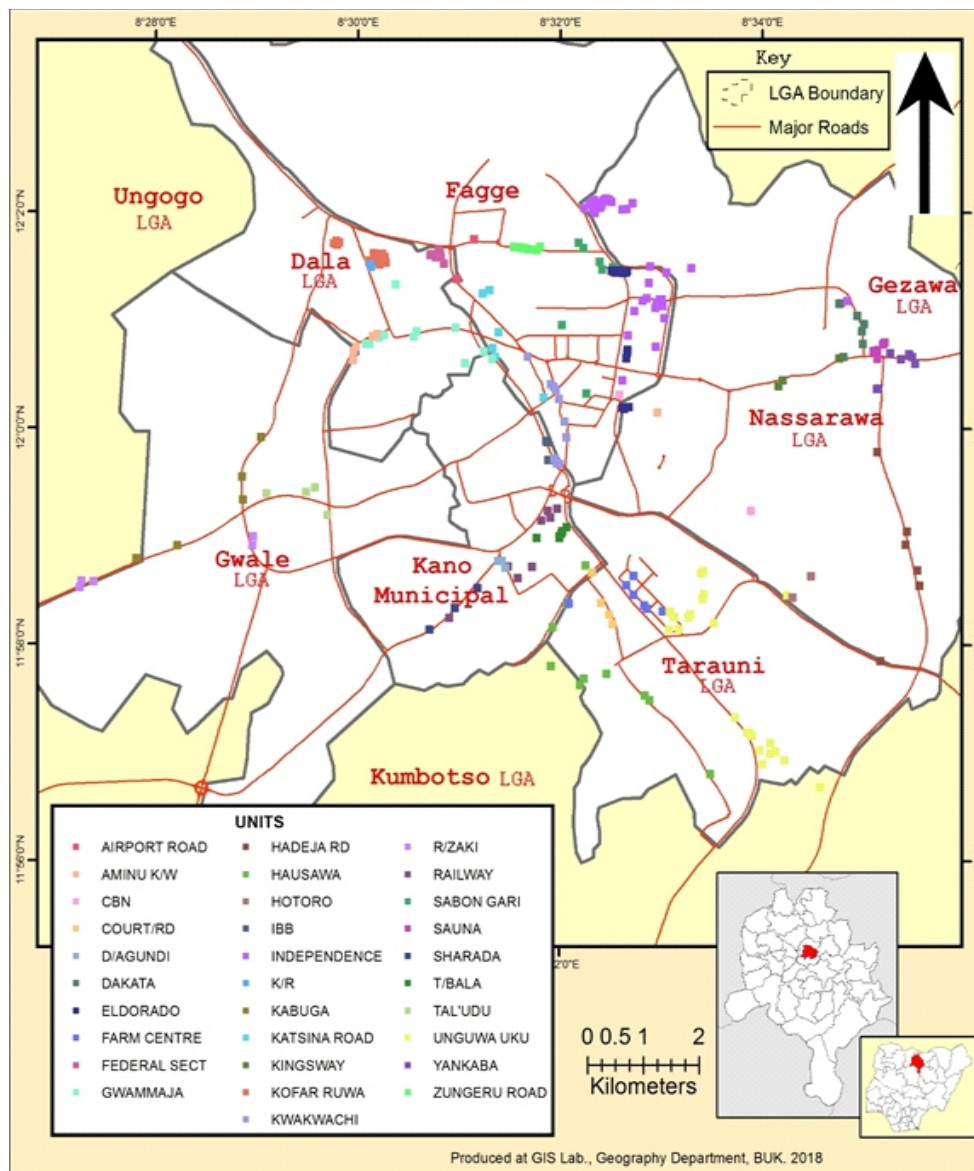 8°28'0"E 8°30'0"E 8°32'0"E 8°34'0"E
Key
LGA Boundary
Major Roads
12°2'0"N
12°0'0"N
11°58'0"N
11°56'0"N
Ungogo
LGA
Fagge
Dala
LGA
Gezawa
LGA
Nassarawa
LGA
Gwale
LGA
Kano
Municipal
Tarauni
LGA
Kumbotso LGA
2'0"E
UNITS
AIRPORT ROAD HADEJA RD R/ZAKI
AMINU K/W HAUSAWA RAILWAY
CBN HOTORO SABON GARI
COURT/RD IBB SAUNA
D/AGUNDI INDEPENDENCE SHARADA
DAKATA K/R T/BALA
ELDORADO KABUGA TAL'UDU
FARM CENTRE KATSINA ROAD UNGUWA UKU
FEDERAL SECT KINGSWAY YANKABA
GWAMMAJA KOFAR RUWA ZUNGERU ROAD
KWAKWACHI
0 0.5 1 2
Kilometers
Produced at GIS Lab., Geography Department, BUK. 2018